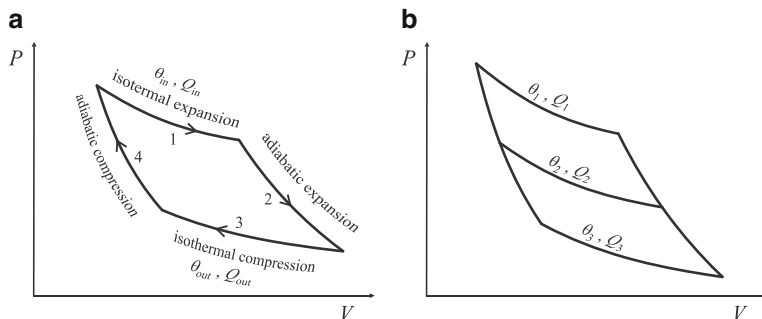 a
P
θin , Qin
isotermal expansion
1
adiabatic compression
4
adiabatic expansion
2
3
isothermal compression
θout , Qout
V
b
P
θ1 , Q1
θ2 , Q2
θ3 , Q3
V